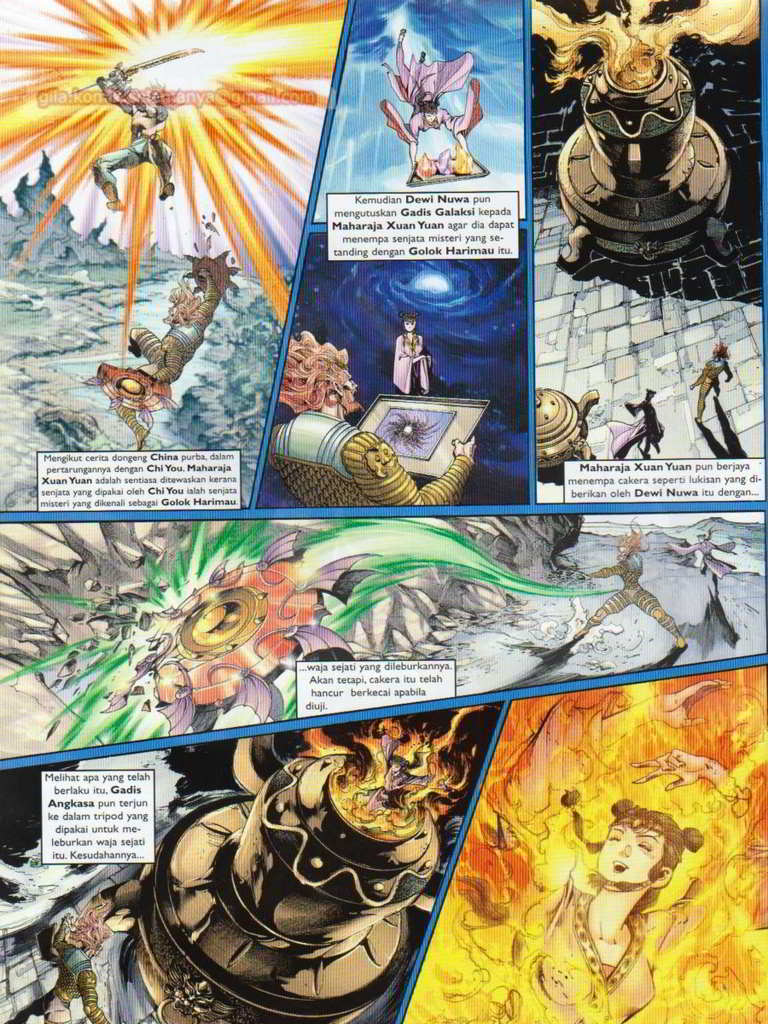 gila.komik
@gmail.com
Mengikut cerita dongeng China purba, dalam
pertarungannya dengan Chi You. Maharaja
Xuan Yuan adalah sentiasa ditewaskan kerana
senjata yang dipakai oleh Chi You ialah senjata
misteri yang dikenali sebagai Golok Harimau.
Kemudian Dewi Nuwa pun
mengutuskan Gadis Galaksi kepada
Maharaja Xuan Yuan agar dia dapat
menempa senjata misteri yang se-
tanding dengan Golok Harimau itu.
Maharaja Xuan Yuan pun berjaya
menempa cakera seperti lukisan yang di-
berikan oleh Dewi Nuwa itu dengan...
...waja sejati yang dileburkannya.
Akan tetapi, cakera itu telah
hancur berkecai apabila
diuji.
Melihat apa yang telah
berlaku itu, Gadis
Angkasa pun terjun
ke dalam tripod yang
dipakai untuk me-
leburkan waja sejati
itu. Kesudahannya...